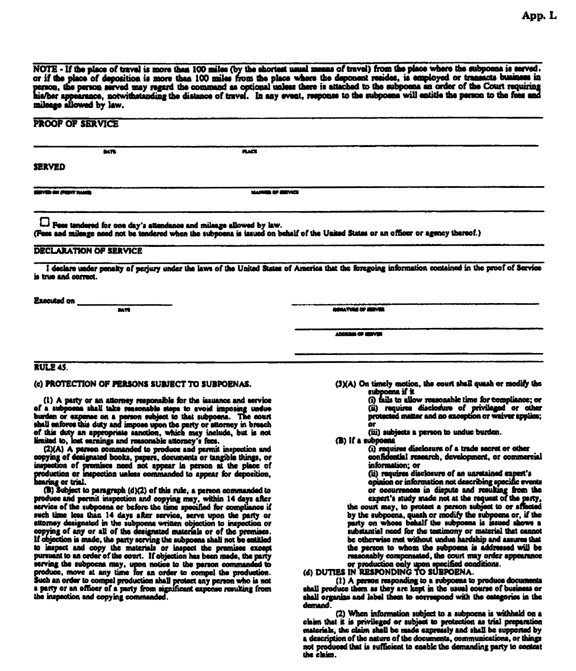 App. L
NOTE - If the place of travel is more than 100 miles (by the shortest usual means of travel) from the place where the subpoena is served.
or if the place of deposition is more than 100 miles from the place where the deponent resides, is employed or transacts business in
person, the person served may regard the command as optional unless there is attached to the subpoena an order of the Court requiring
his/her appearance, notwithstanding the distance of travel. In any event, response to the subpoena will entitle the person to the fees and
mileage allowed by law.
PROOF OF SERVICE
DATE PLACE
SERVED
SERVED ON (PRINT NAME) MANNER OF SERVICE
Fees tendered for one day's attendance and mileage allowed by law.
(Fees and mileage need not be tendered when the subpoena is issued on behalf of the United States or an officer or agency thereof.)
DECLARATION OF SERVICE
I declare under penalty of perjury under the laws of the United States of America that the foregoing information contained in the proof of Service
is true and correct.
Executed on
DATE SIGNATURE OF SERVER
ADDRESS OF SERVER
RULE 45.
(c) PROTECTION OF PERSONS SUBJECT TO SUBPOENAS.
(1) A party or an attorney responsible for the issuance and service
of a subpoena shall take reasonable steps to avoid imposing undue
burden or expense on a person subject to that subpoena. The court
shall enforce this duty and impose upon the party or attorney in breach
of this duty an appropriate sanction, which may include, but is not
limited to, lost earnings and reasonable attorney's fees.
(2)(A) A person commanded to produce and permit inspection and
copying of designated books, papers, documents or tangible things, or
inspection of premises need not appear in person at the place of
production or inspection unless commanded to appear for deposition,
hearing or trial.
(B) Subject to paragraph (d)(2) of this rule, a person commanded to
produce and permit inspection and copying may, within 14 days after
service of the subpoena or before the time specified for compliance if
such time less than 14 days after service, serve upon the party or
attorney designated in the subpoena written objection to inspection or
copying of any or all of the designated materials or of the premises.
If objection is made, the party serving the subpoena shall not be entitled
to inspect and copy the materials or inspect the premises except
pursuant to an order of the court. If objection has been made, the party
serving the subpoena may, upon notice to the person commanded to
produce, move at any time for an order to compel the production.
Such an order to compel production shall protect any person who is not
a party or an officer of a party from significant expense resulting from
the inspection and copying commanded.
(3)(A) On timely motion, the court shall quash or modify the
subpoena if it
(i) fails to allow reasonable time for compliance; or
(ii) requires disclosure of privileged or other
protected matter and no exception or waiver applies;
or
(iii) subjects a person to undue burden.
(B) If a subpoena
(i) requires disclosure of a trade secret or other
confidential research, development, or commercial
information; or
(ii) requires disclosure of an unretained expert's
opinion or information not describing specific events
or occurrences in dispute and resulting from the
expert's study made not at the request of the party,
the court may, to protect a person subject to or affected
by the subpoena, quash or modify the subpoena or, if the
party on whose behalf the subpoena is issued shows a
substantial need for the testimony or material that cannot
be otherwise met without undue hardship and assures that
the person to whom the subpoena is addressed will be
reasonably compensated, the court may order appearance
or production only upon specified conditions.
(d) DUTIES IN RESPONDING TO SUBPOENA.
(1) A person responding to a subpoena to produce documents
shall produce them as they are kept in the usual course of business or
shall organize and label them to correspond with the categories in the
demand.
(2) When information subject to a subpoena is withheld on a
claim that it is privileged or subject to protection as trial preparation
materials, the claim shall be made expressly and shall be supported by
a description of the nature of the documents, communications, or things
not produced that is sufficient to enable the demanding party to contest
the claim.